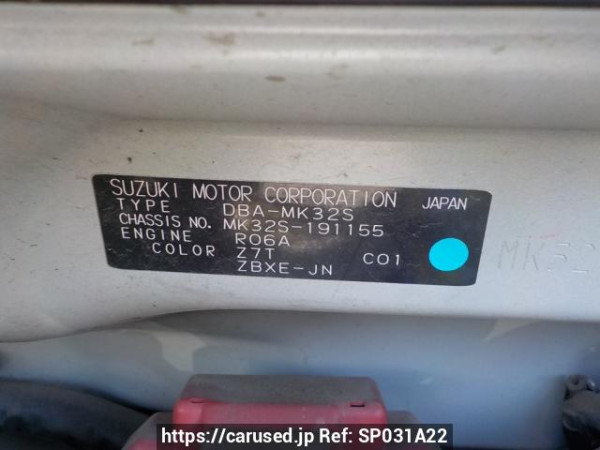 SUZUKI MOTOR CORPORATION JAPAN
TYPE DBA-MK32S
CHASSIS NO. MK32S-191155
ENGINE R06A
COLOR Z7T C01
ZBXE-JN
MK32
https://carused.jp Ref: SP031A22